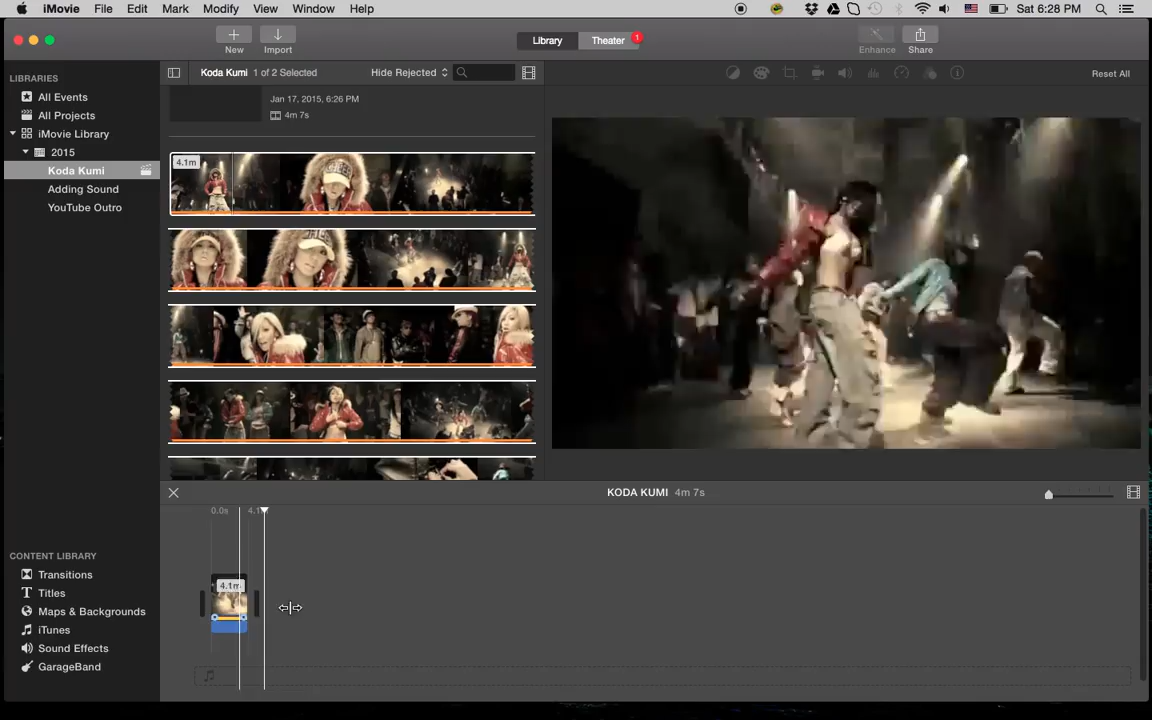 iMovie File Edit Mark Modify View Window Help Sat 6:28 PM
New Import Library Theater 1 Enhance Share
LIBRARIES Koda Kumi 1 of 2 Selected Hide Rejected Reset All
All Events
Jan 17, 2015, 6:26 PM
All Projects
4m 7s
iMovie Library
2015
4.1m
Koda Kumi
Adding Sound
YouTube Outro
KODA KUMI 4m 7s
0.0s
4.1m
CONTENT LIBRARY
Transitions
Titles
Maps & Backgrounds
iTunes
Sound Effects
GarageBand